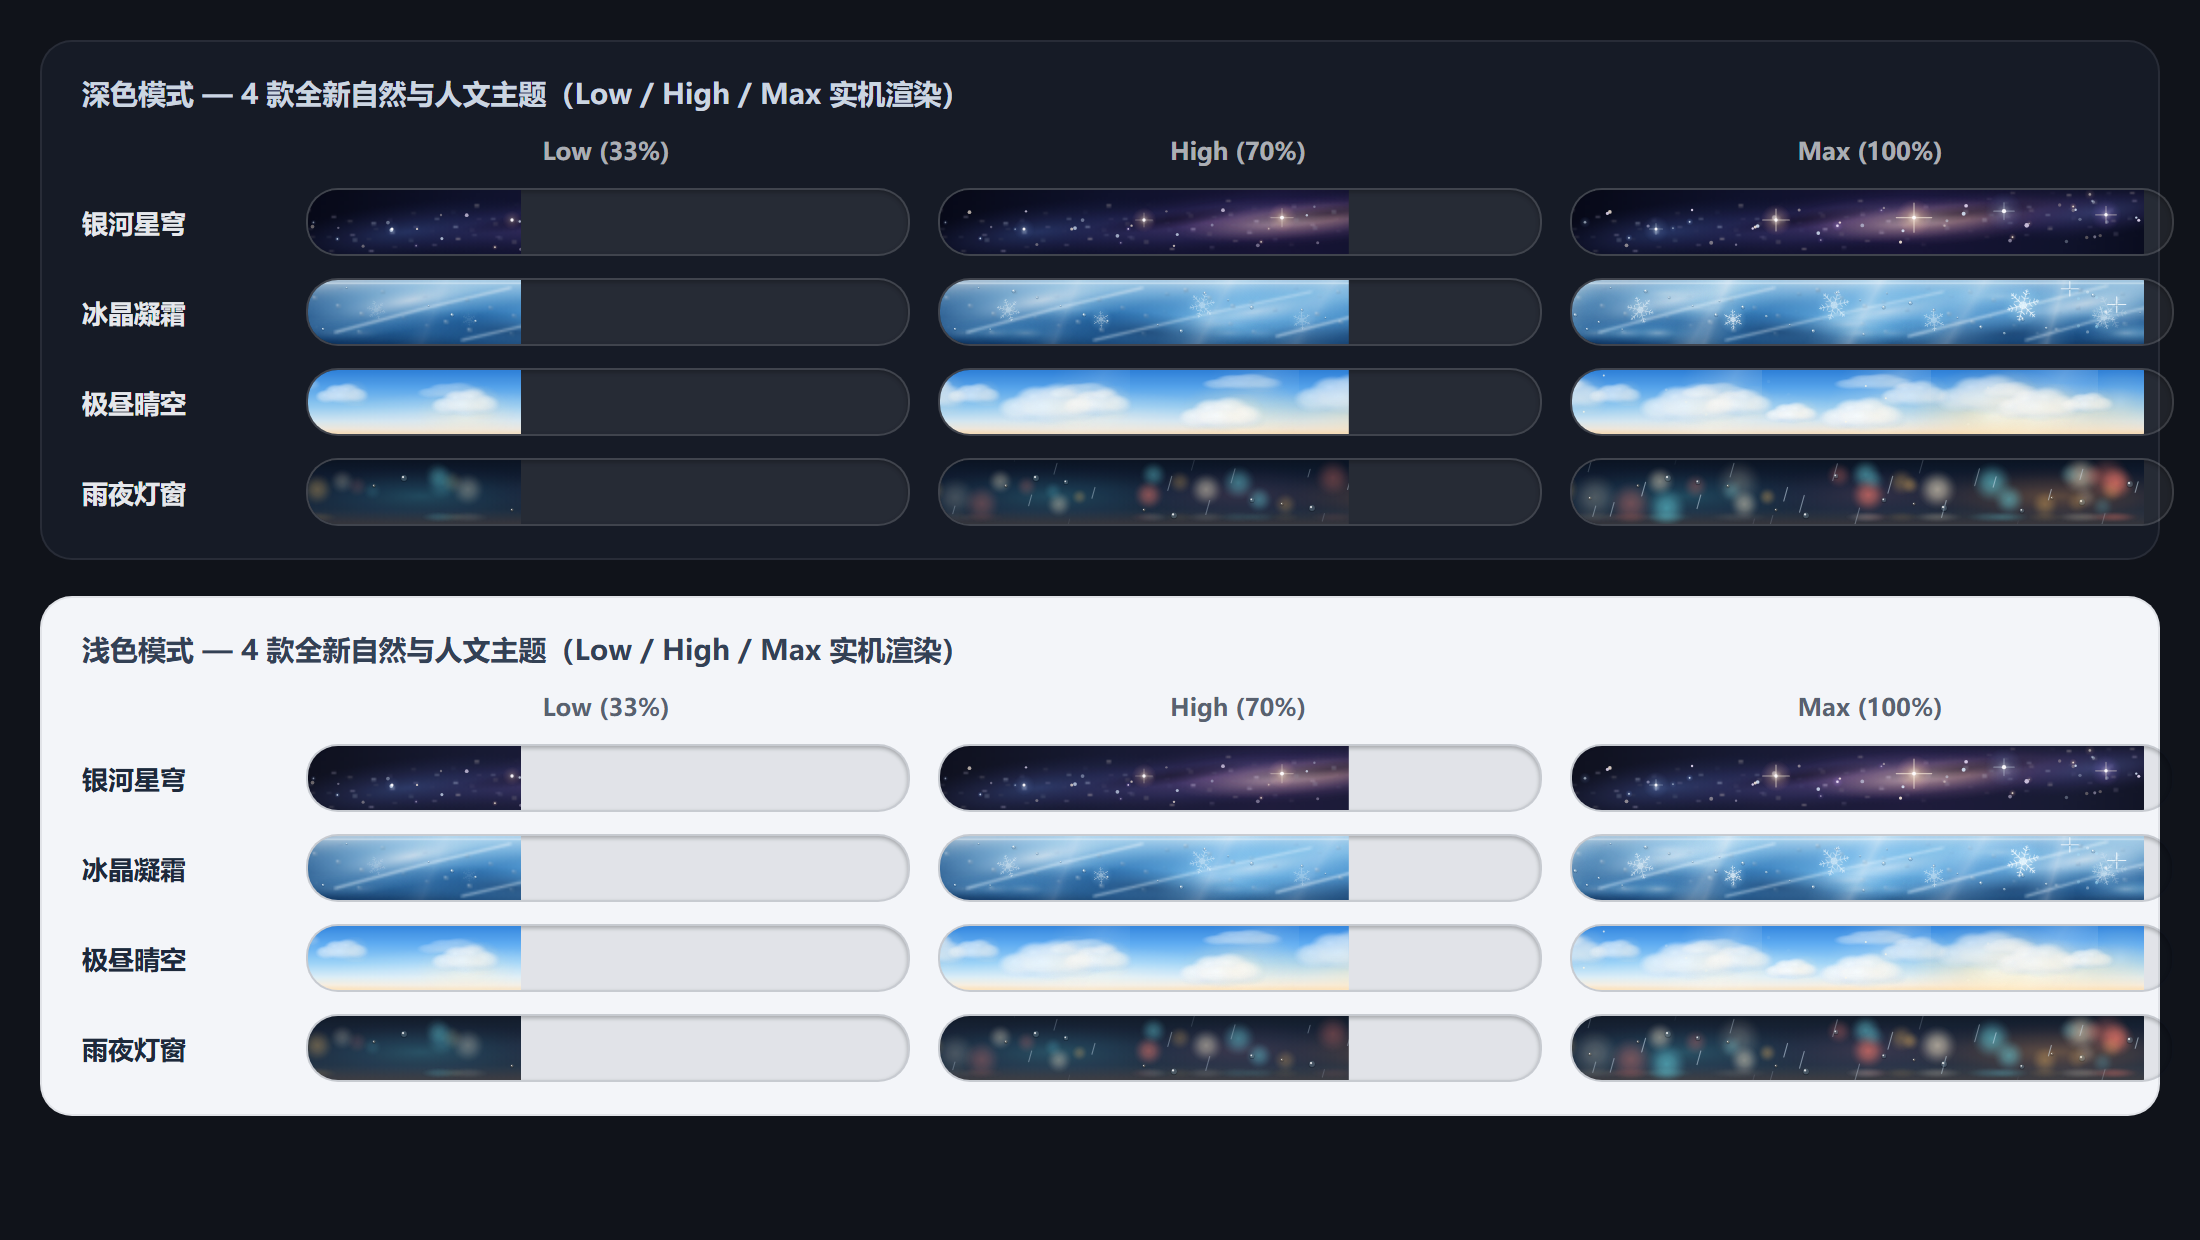 深色模式 — 4 款全新自然与人文主题（Low / High / Max 实机渲染）
Low (33%) High (70%) Max (100%)
银河星穹
冰晶凝霜
极昼晴空
雨夜灯窗
浅色模式 — 4 款全新自然与人文主题（Low / High / Max 实机渲染）
Low (33%) High (70%) Max (100%)
银河星穹
冰晶凝霜
极昼晴空
雨夜灯窗